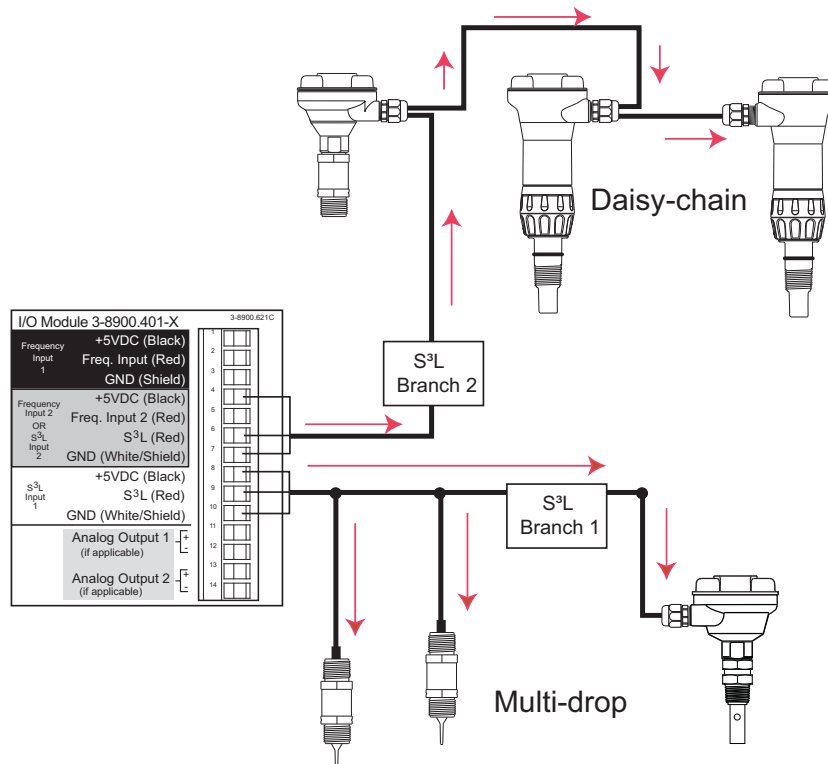 Daisy-chain
I/O Module 3-8900.401-X
3-8900.621C
Frequency
Input
1
+5VDC (Black)
Freq. Input (Red)
GND (Shield)
Frequency
Input 2
OR
S³L
Input
2
+5VDC (Black)
Freq. Input 2 (Red)
S³L (Red)
GND (White/Shield)
S³L
Input
1
+5VDC (Black)
S³L (Red)
GND (White/Shield)
Analog Output 1
(if applicable)
+
-
Analog Output 2
(if applicable)
+
-
1
2
3
4
5
6
7
8
9
10
11
12
13
14
S³L
Branch 2
S³L
Branch 1
Multi-drop